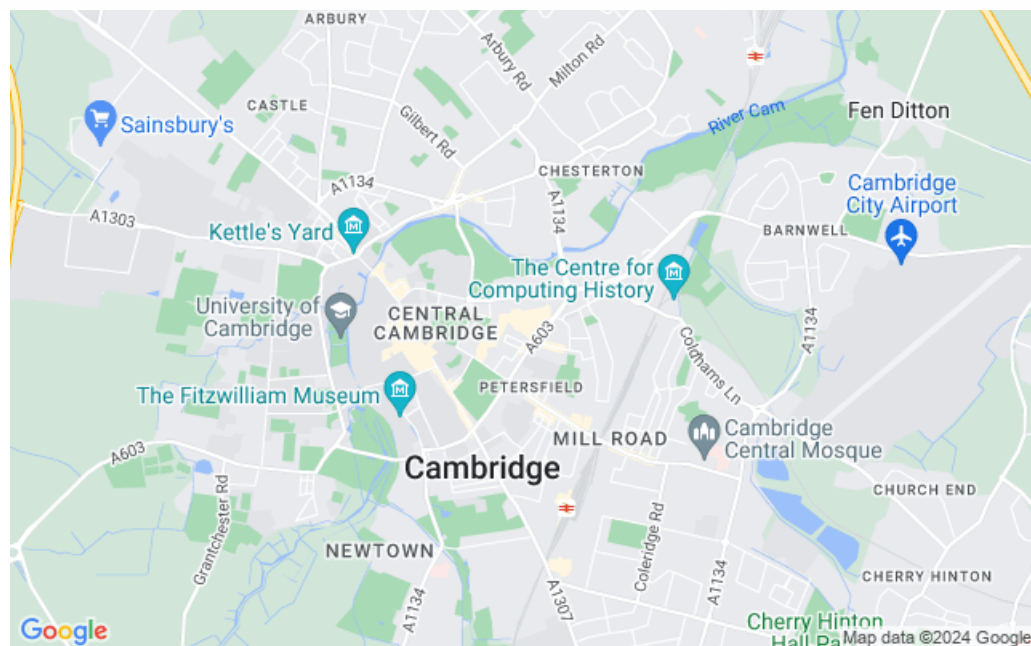 ARBURY
Arbury Rd
Milton Rd
CASTLE
Gilbert Rd
Sainsbury's
River Cam
Fen Ditton
CHESTERTON
A1134
A1134
Cambridge
City Airport
A1303
Kettle's Yard
BARNWELL
The Centre for
Computing History
University of
Cambridge
CENTRAL
CAMBRIDGE
A603
A1134
Coldhams Ln
The Fitzwilliam Museum
PETERSFIELD
MILL ROAD
Cambridge
Central Mosque
A603
Cambridge
Grantchester Rd
CHURCH END
Coleridge Rd
NEWTOWN
A1134
A1307
A1134
CHERRY HINTON
Cherry Hinton
Google
Map data ©2024 Google